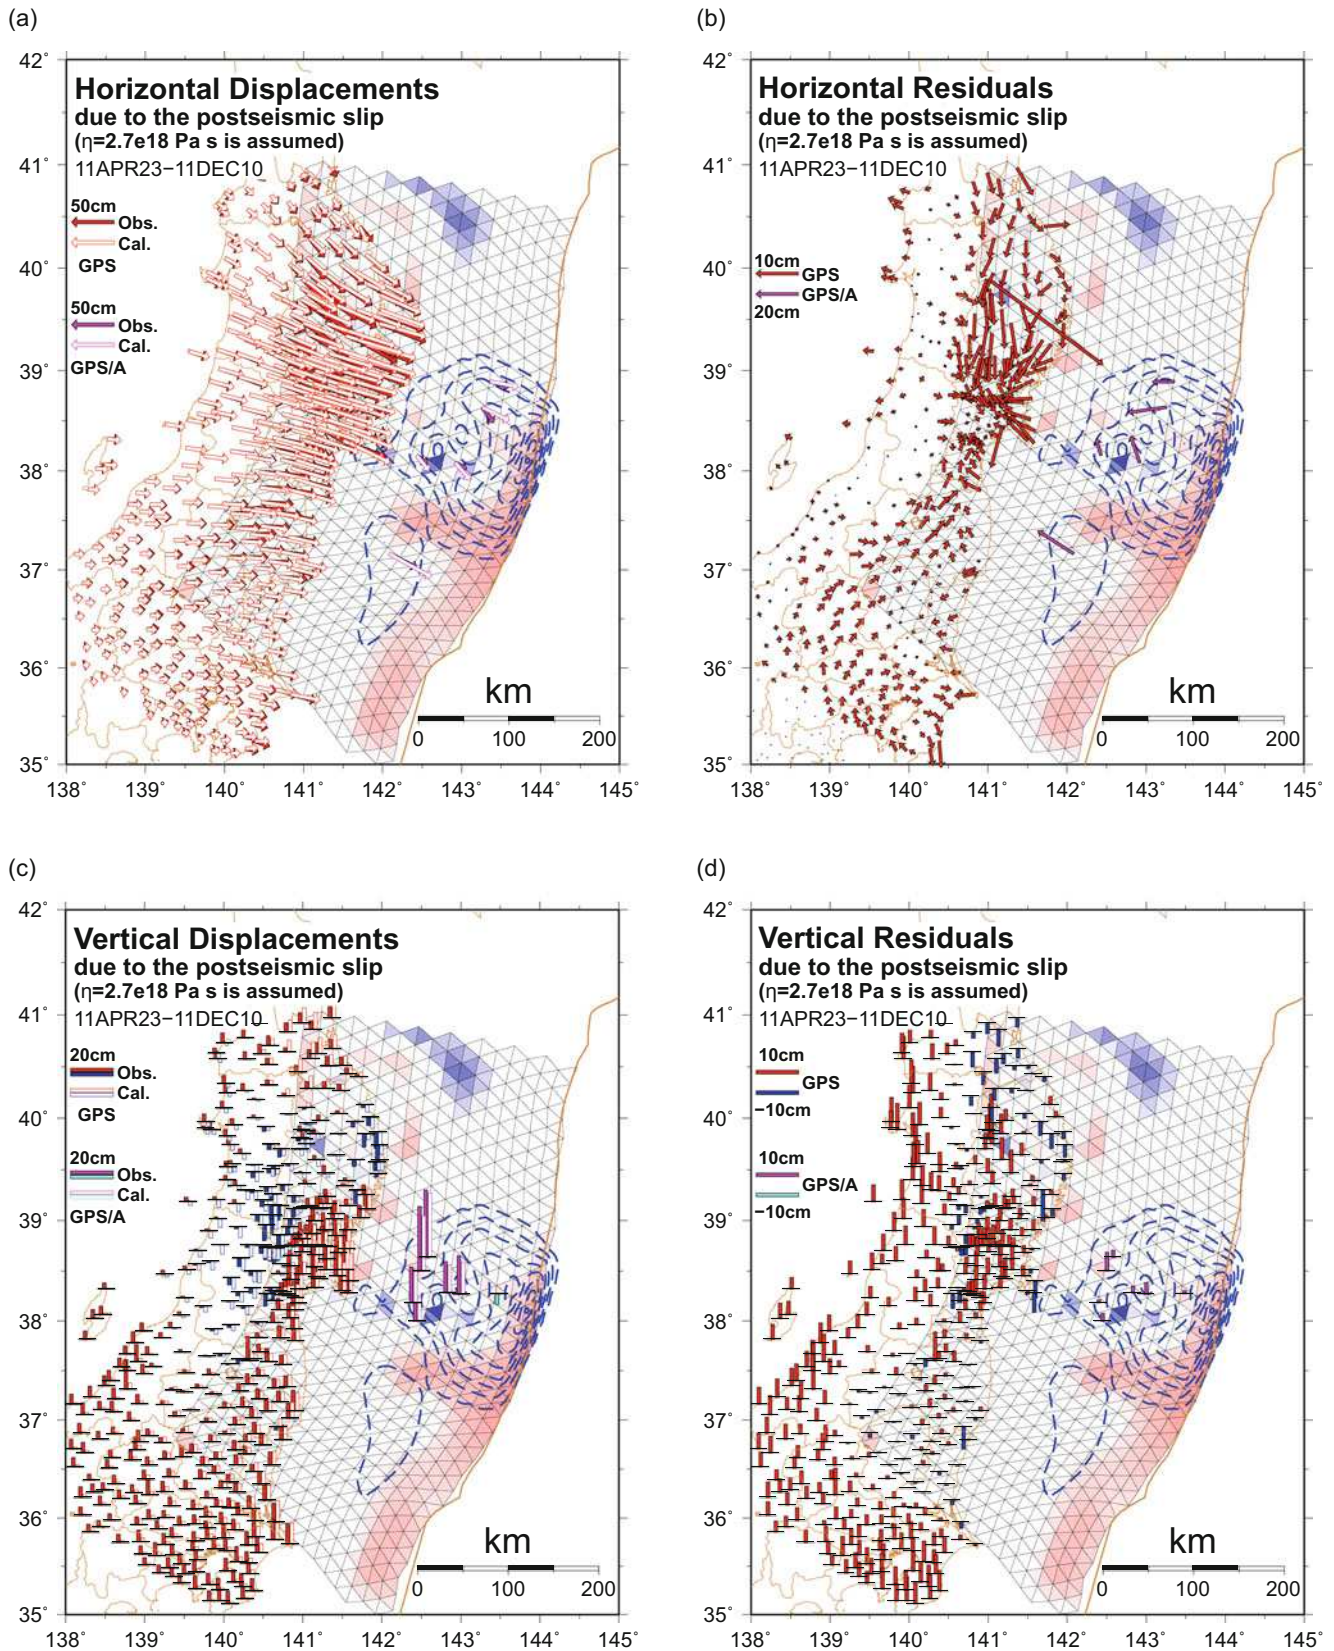 (a)
42°
Horizontal Displacements
due to the postseismic slip
(η=2.7e18 Pa s is assumed)
11APR23−11DEC10
41°
50cm
Obs.
Cal.
GPS
40°
50cm
Obs.
Cal.
GPS/A
39°
38°
37°
36°
km
0 100 200
35°
138° 139° 140° 141° 142° 143° 144° 145°
(b)
42°
Horizontal Residuals
due to the postseismic slip
(η=2.7e18 Pa s is assumed)
11APR23−11DEC10
41°
10cm
GPS
GPS/A
20cm
40°
39°
38°
37°
36°
km
0 100 200
35°
138° 139° 140° 141° 142° 143° 144° 145°
(c)
42°
Vertical Displacements
due to the postseismic slip
(η=2.7e18 Pa s is assumed)
11APR23−11DEC10
41°
20cm
Obs.
Cal.
GPS
40°
20cm
Obs.
Cal.
GPS/A
39°
38°
37°
36°
km
0 100 200
35°
138° 139° 140° 141° 142° 143° 144° 145°
(d)
42°
Vertical Residuals
due to the postseismic slip
(η=2.7e18 Pa s is assumed)
11APR23−11DEC10
41°
10cm
GPS
−10cm
40°
10cm
GPS/A
−10cm
39°
38°
37°
36°
km
0 100 200
35°
138° 139° 140° 141° 142° 143° 144° 145°